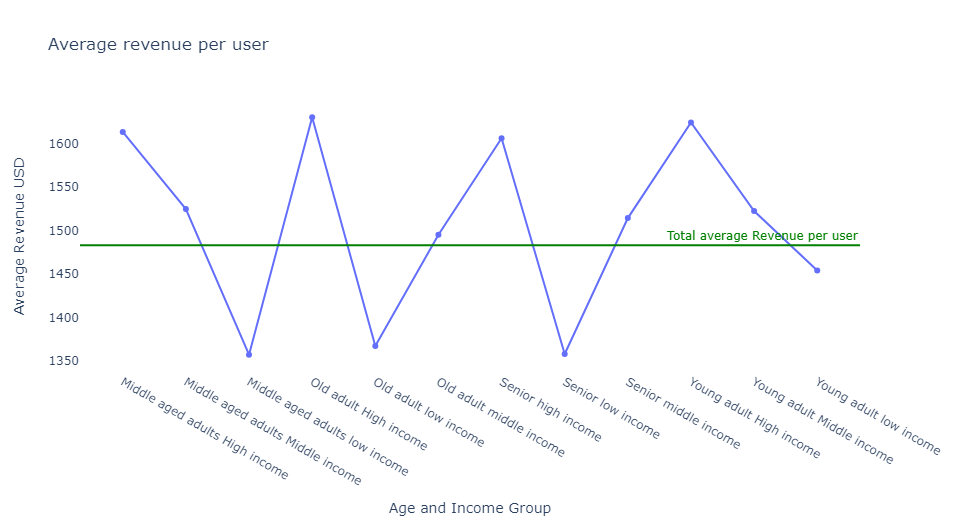 Average revenue per user
1600
1550
1500
1450
1400
1350
Average Revenue USD
Total average Revenue per user
Middle aged adults High income
Middle aged adults Middle income
Middle aged adults low income
Old adult High income
Old adult low income
Old adult middle income
Senior high income
Senior low income
Senior middle income
Young adult High income
Young adult Middle income
Young adult low income
Age and Income Group